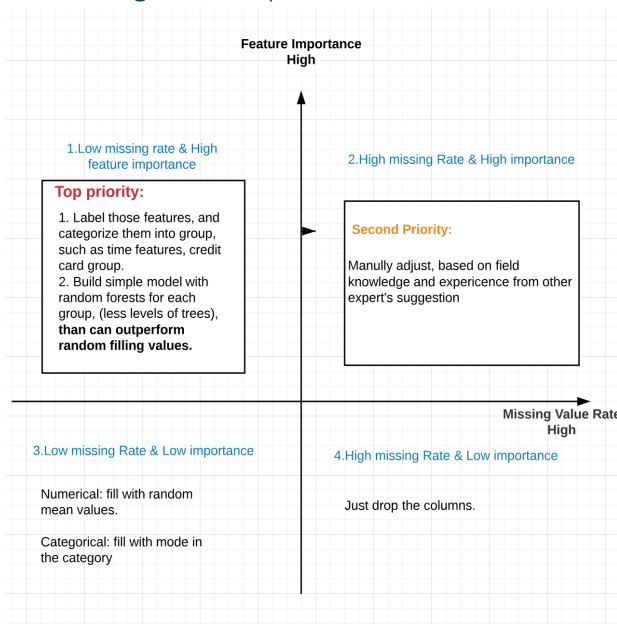 Feature Importance
High
1.Low missing rate & High
feature importance
2.High missing Rate & High importance
Top priority:
1. Label those features, and
categorize them into group,
such as time features, credit
card group.
2. Build simple model with
random forests for each
group, (less levels of trees),
than can outperform
random filling values.
Second Priority:
Manully adjust, based on field
knowledge and expericence from other
expert's suggestion
Missing Value Rate
High
3.Low missing Rate & Low importance
4.High missing Rate & Low importance
Numerical: fill with random
mean values.
Categorical: fill with mode in
the category
Just drop the columns.